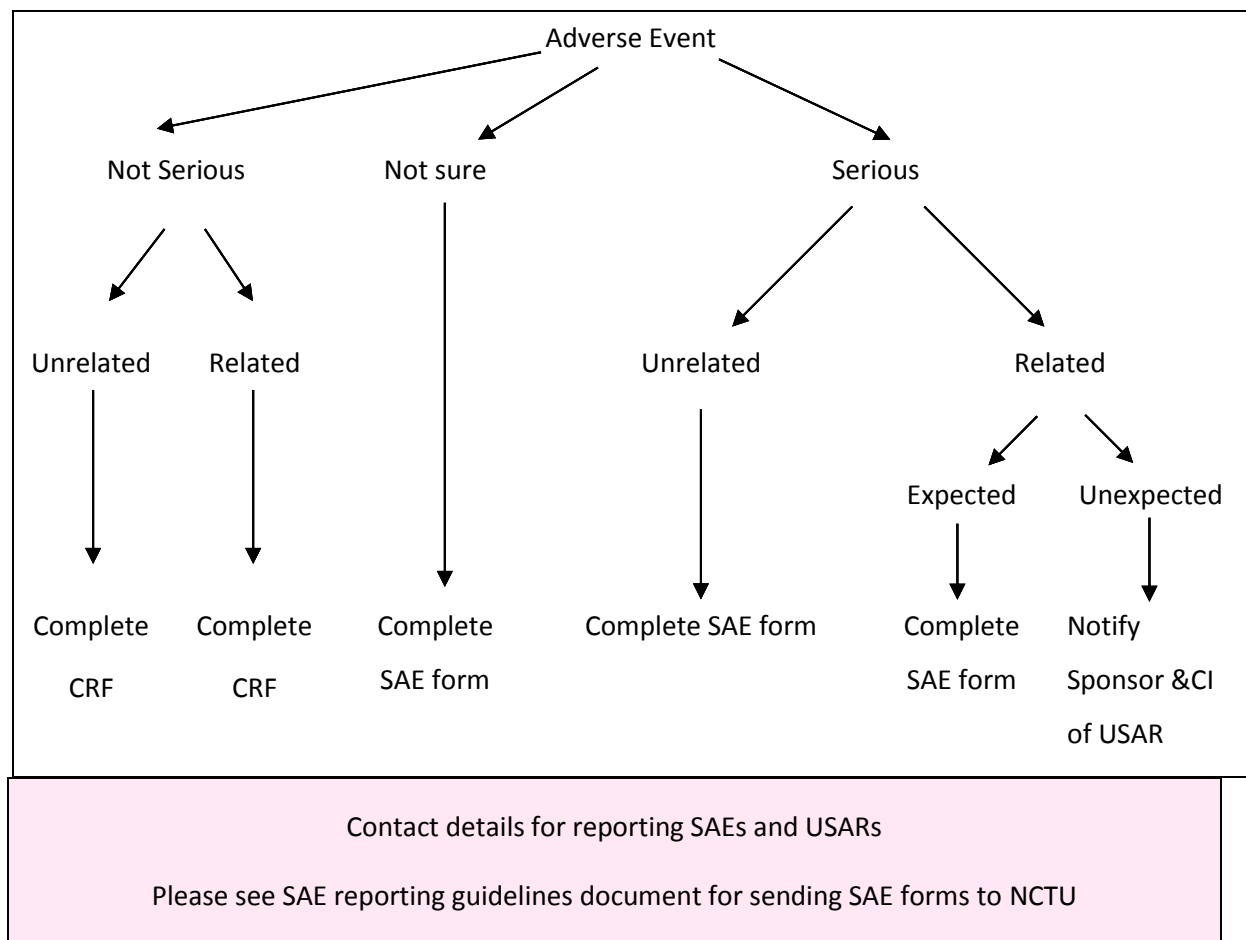 Adverse Event
Not Serious
Not sure
Serious
Unrelated
Related
Unrelated
Related
Expected
Unexpected
Complete
CRF
Complete
CRF
Complete
SAE form
Complete SAE form
Complete
SAE form
Notify
Sponsor &CI
of USAR
Contact details for reporting SAEs and USARs
Please see SAE reporting guidelines document for sending SAE forms to NCTU